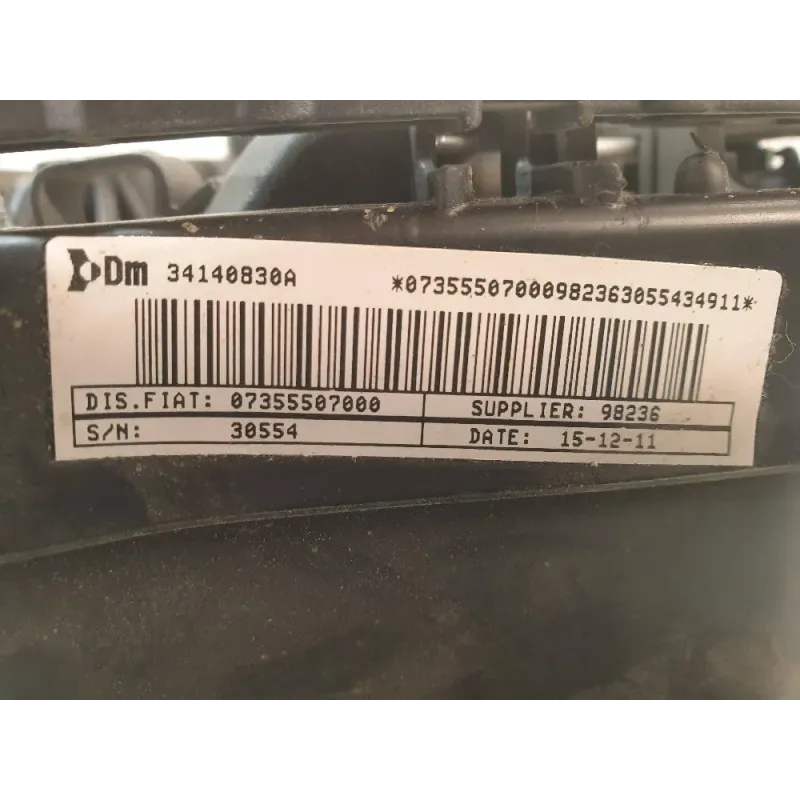 Dm 34140830A *0735550700098236305543491​1*
DIS.FIAT: 07355507000 SUPPLIER: 98236
S/N: 30554 DATE: 15-12-11